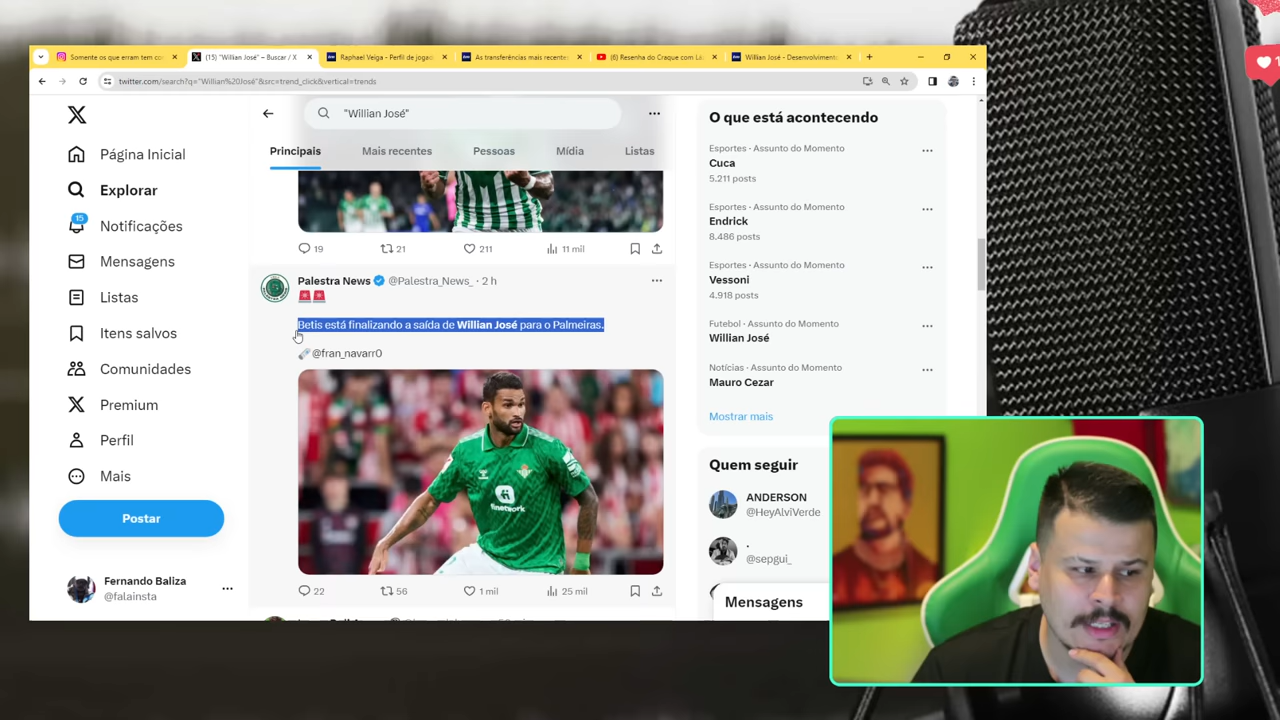 Somente os que erram tem co
(15) "Willian José" – Buscar / X
Raphael Veiga - Perfil de jogad
As transferências mais recentes
(6) Resenha do Craque com Lé
Willian José - Desenvolviment
twitter.com/search?q="Willian%20José"&src=trend_click&vertical=trends
"Willian José"
Principais
Mais recentes
Pessoas
Mídia
Listas
Página Inicial
Explorar
15
Notificações
Mensagens
Listas
Itens salvos
Comunidades
Premium
Perfil
Mais
Postar
Fernando Baliza
@falainsta
19
21
211
11 mil
Palestra News @Palestra_News_ · 2 h
Betis está finalizando a saída de Willian José para o Palmeiras.
@fran_navarr0
finetwork
22
56
1 mil
25 mil
O que está acontecendo
Esportes · Assunto do Momento
Cuca
5.211 posts
Esportes · Assunto do Momento
Endrick
8.486 posts
Esportes · Assunto do Momento
Vessoni
4.918 posts
Futebol · Assunto do Momento
Willian José
Notícias · Assunto do Momento
Mauro Cezar
Mostrar mais
Quem seguir
ANDERSON
@HeyAlviVerde
.
@sepgui_
Mensagens